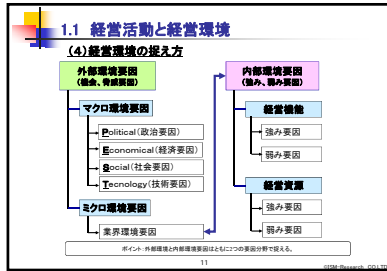 1.1 経営活動と経営環境
(4)経営環境の捉え方
外部環境要因
(機会、脅威要因)
マクロ環境要因
Political(政治要因)
Economical(経済要因)
Social(社会要因)
Tecnology(技術要因)
ミクロ環境要因
業界環境要因
内部環境要因
(強み、弱み要因)
経営機能
強み要因
弱み要因
経営資源
強み要因
弱み要因
ポイント:外部環境と内部環境要因はともに2つの要因分野で捉える。
11
©ISM-Research. CO.LTD